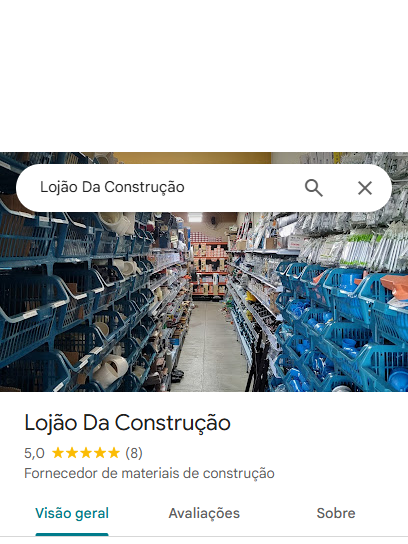 Lojão Da Construção
Lojão Da Construção
5,0 ★★★★★ (8)
Fornecedor de materiais de construção
Visão geral Avaliações Sobre